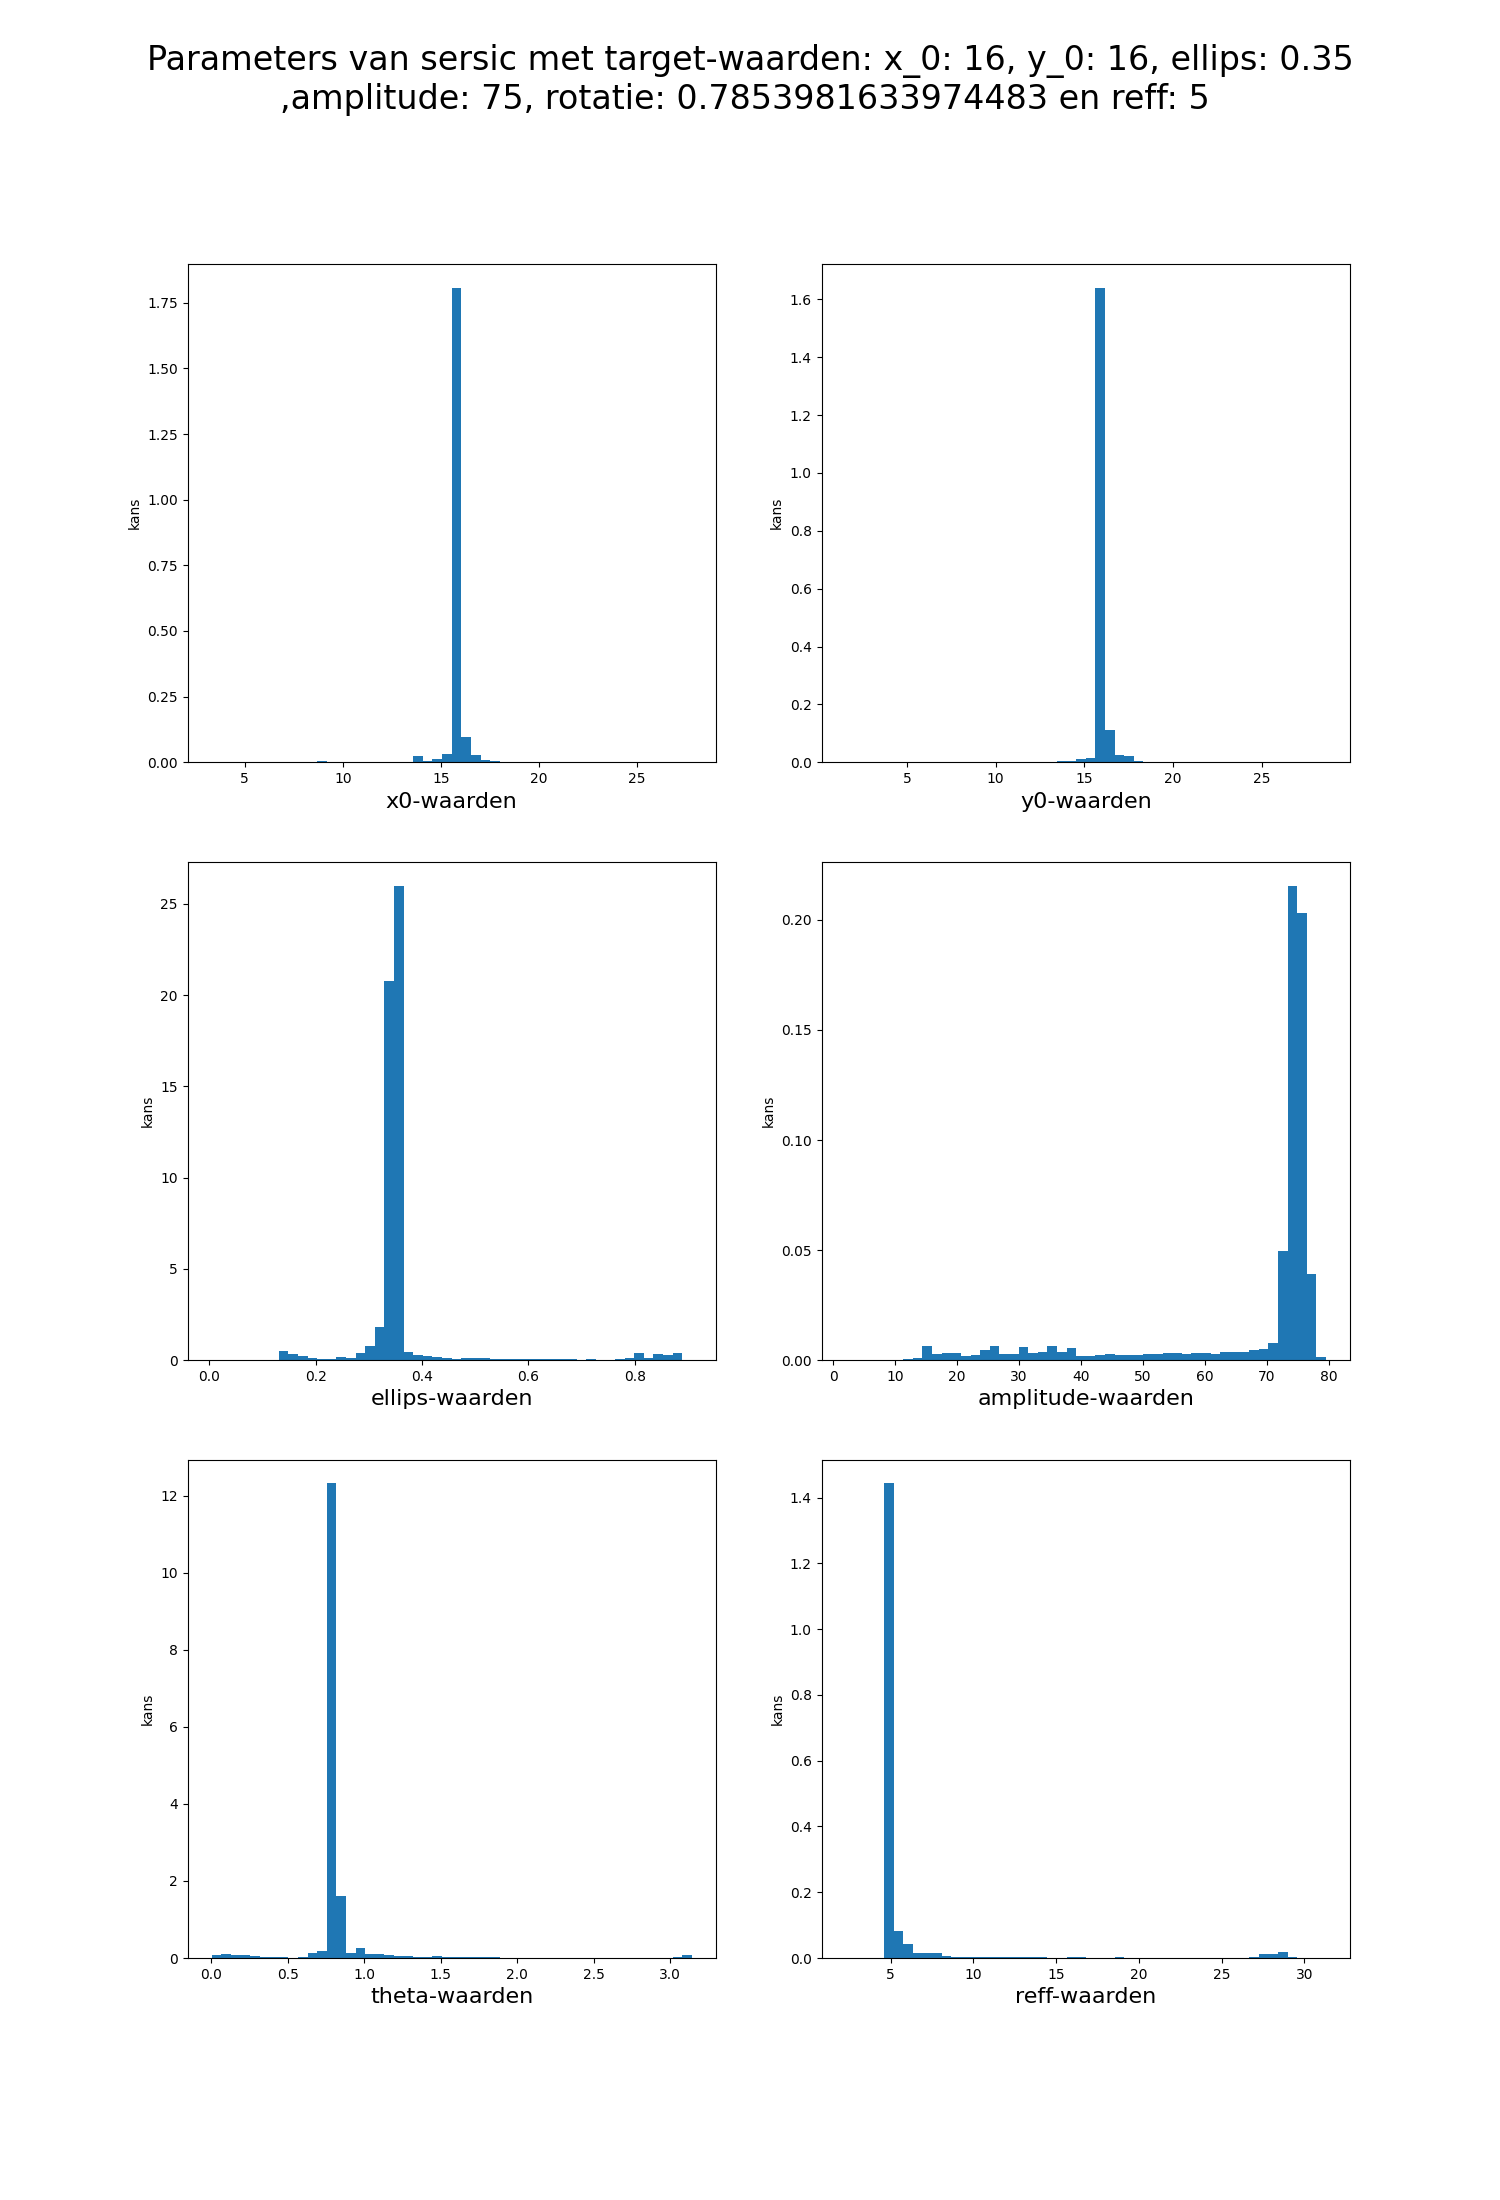 Parameters van sersic met target-waarden: x_0: 16, y_0: 16, ellips: 0.35
,amplitude: 75, rotatie: 0.7853981633974483 en reff: 5
1.75
1.50
1.25
1.00
0.75
0.50
0.25
0.00
kans
5 10 15 20 25
x0-waarden
1.6
1.4
1.2
1.0
0.8
0.6
0.4
0.2
0.0
kans
5 10 15 20 25
y0-waarden
25
20
15
10
5
0
kans
0.0 0.2 0.4 0.6 0.8
ellips-waarden
0.20
0.15
0.10
0.05
0.00
kans
0 10 20 30 40 50 60 70 80
amplitude-waarden
12
10
8
6
4
2
0
kans
0.0 0.5 1.0 1.5 2.0 2.5 3.0
theta-waarden
1.4
1.2
1.0
0.8
0.6
0.4
0.2
0.0
kans
5 10 15 20 25 30
reff-waarden